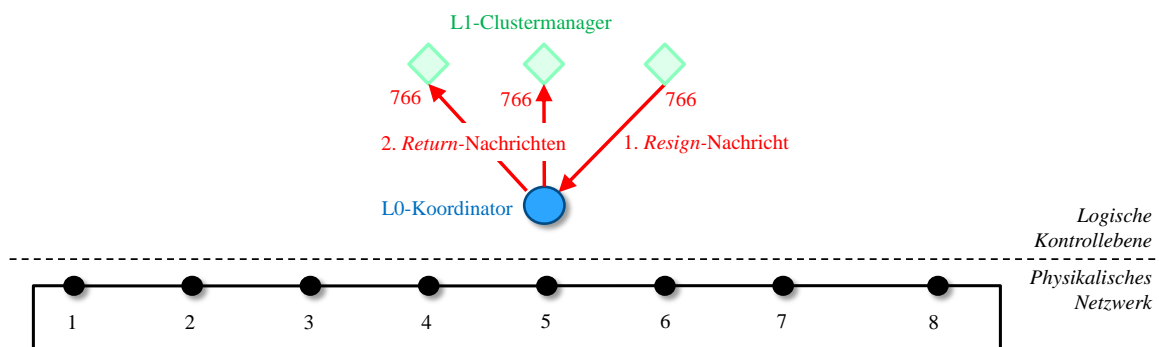 L1-Clustermanager
766
766
766
2. Return-Nachrichten
1. Resign-Nachricht
L0-Koordinator
Logische
Kontrollebene
Physikalisches
Netzwerk
1
2
3
4
5
6
7
8